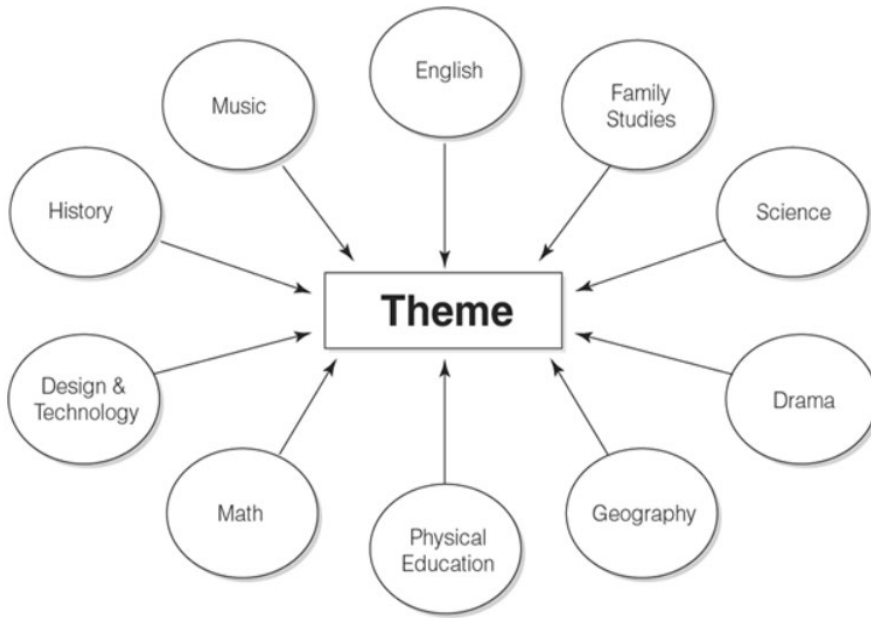 English
Music
Family
Studies
History
Science
Theme
Design &
Technology
Drama
Math
Geography
Physical
Education